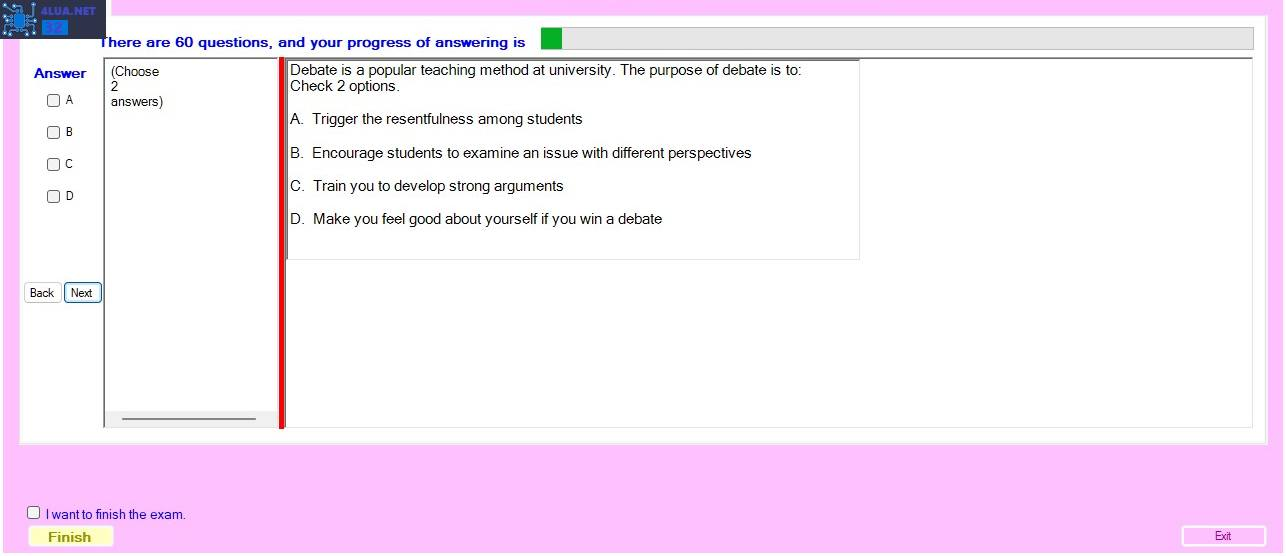 4LUA.NET
32
There are 60 questions, and your progress of answering is
Answer
A
B
C
D
Back Next
(Choose
2
answers)
Debate is a popular teaching method at university. The purpose of debate is to:
Check 2 options.
A. Trigger the resentfulness among students
B. Encourage students to examine an issue with different perspectives
C. Train you to develop strong arguments
D. Make you feel good about yourself if you win a debate
I want to finish the exam.
Finish
Exit